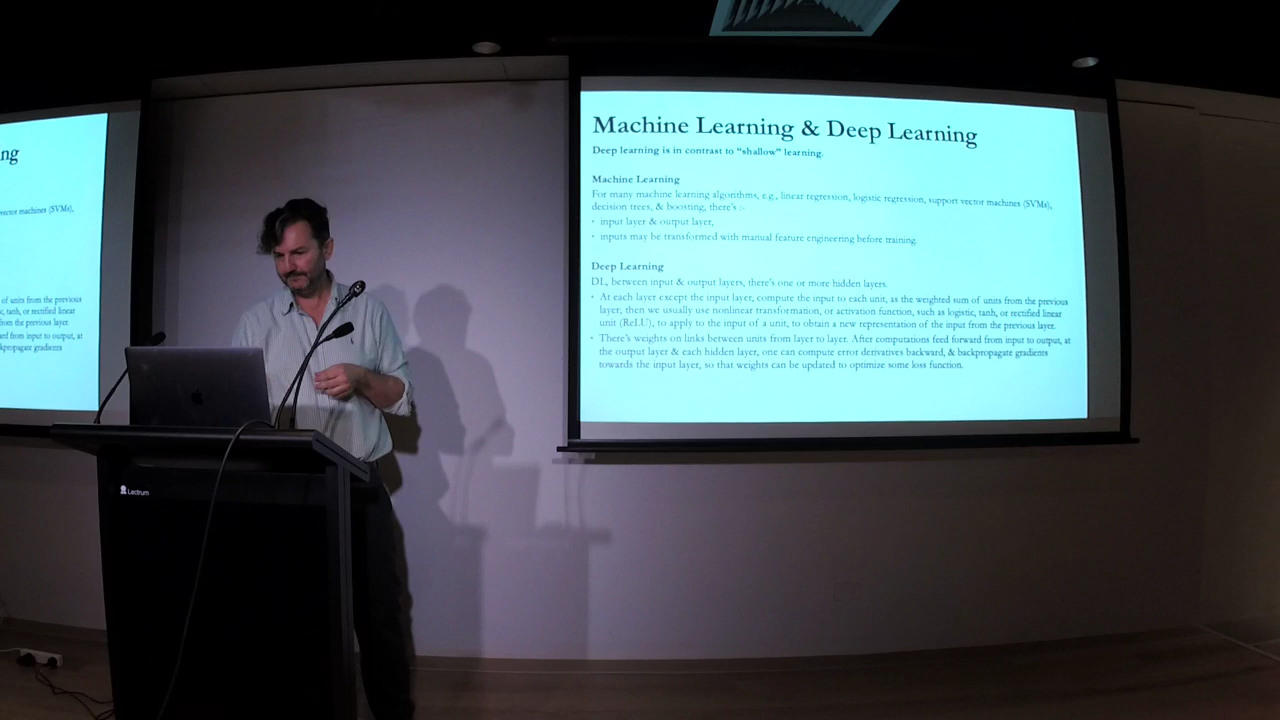 ng
vector machines (SVMs),
of units from the previous
c, tanh, or rectified linear
from the previous layer.
ard from input to output, at
kpropagate gradients
Machine Learning & Deep Learning
Deep learning is in contrast to "shallow" learning.
Machine Learning
For many machine learning algorithms, e.g., linear regression, logistic regression, support vector machines (SVMs),
decision trees, & boosting, there's :-
• input layer & output layer,
• inputs may be transformed with manual feature engineering before training.
Deep Learning
DL, between input & output layers, there's one or more hidden layers.
• At each layer except the input layer, compute the input to each unit, as the weighted sum of units from the previous
layer, then we usually use nonlinear transformation, or activation function, such as logistic, tanh, or rectified linear
unit (ReLU), to apply to the input of a unit, to obtain a new representation of the input from the previous layer.
• There's weights on links between units from layer to layer. After computations feed forward from input to output, at
the output layer & each hidden layer, one can compute error derivatives backward, & backpropagate gradients
towards the input layer, so that weights can be updated to optimize some loss function.
Lectrum